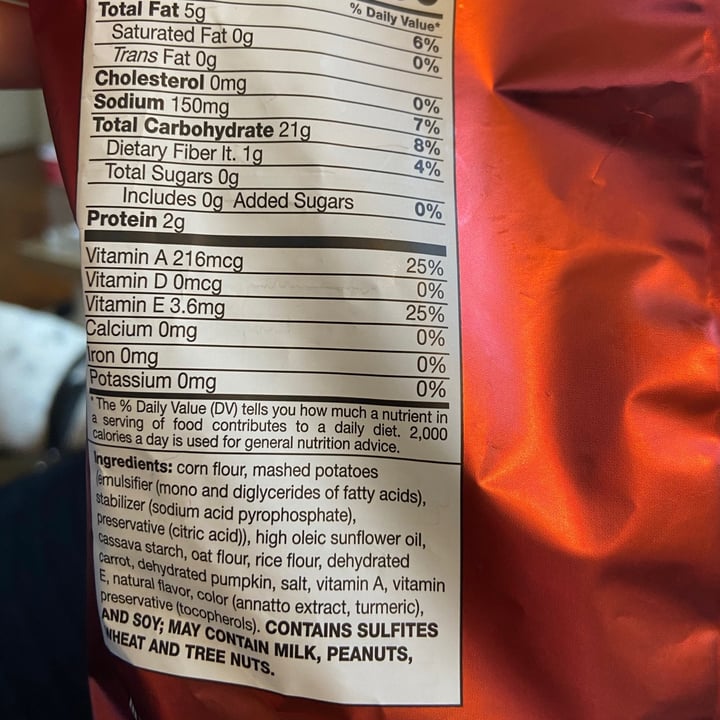 % Daily Value*
Total Fat 5g 6%
Saturated Fat 0g 0%
Trans Fat 0g
Cholesterol 0mg 0%
Sodium 150mg 7%
Total Carbohydrate 21g 8%
Dietary Fiber lt. 1g 4%
Total Sugars 0g
Includes 0g Added Sugars 0%
Protein 2g
Vitamin A 216mcg 25%
Vitamin D 0mcg 0%
Vitamin E 3.6mg 25%
Calcium 0mg 0%
Iron 0mg 0%
Potassium 0mg 0%
*The % Daily Value (DV) tells you how much a nutrient in
a serving of food contributes to a daily diet. 2,000
calories a day is used for general nutrition advice.
Ingredients: corn flour, mashed potatoes
(emulsifier (mono and diglycerides of fatty acids),
stabilizer (sodium acid pyrophosphate),
preservative (citric acid)), high oleic sunflower oil,
cassava starch, oat flour, rice flour, dehydrated
carrot, dehydrated pumpkin, salt, vitamin A, vitamin
E, natural flavor, color (annatto extract, turmeric),
preservative (tocopherols). CONTAINS SULFITES
AND SOY; MAY CONTAIN MILK, PEANUTS,
WHEAT AND TREE NUTS.